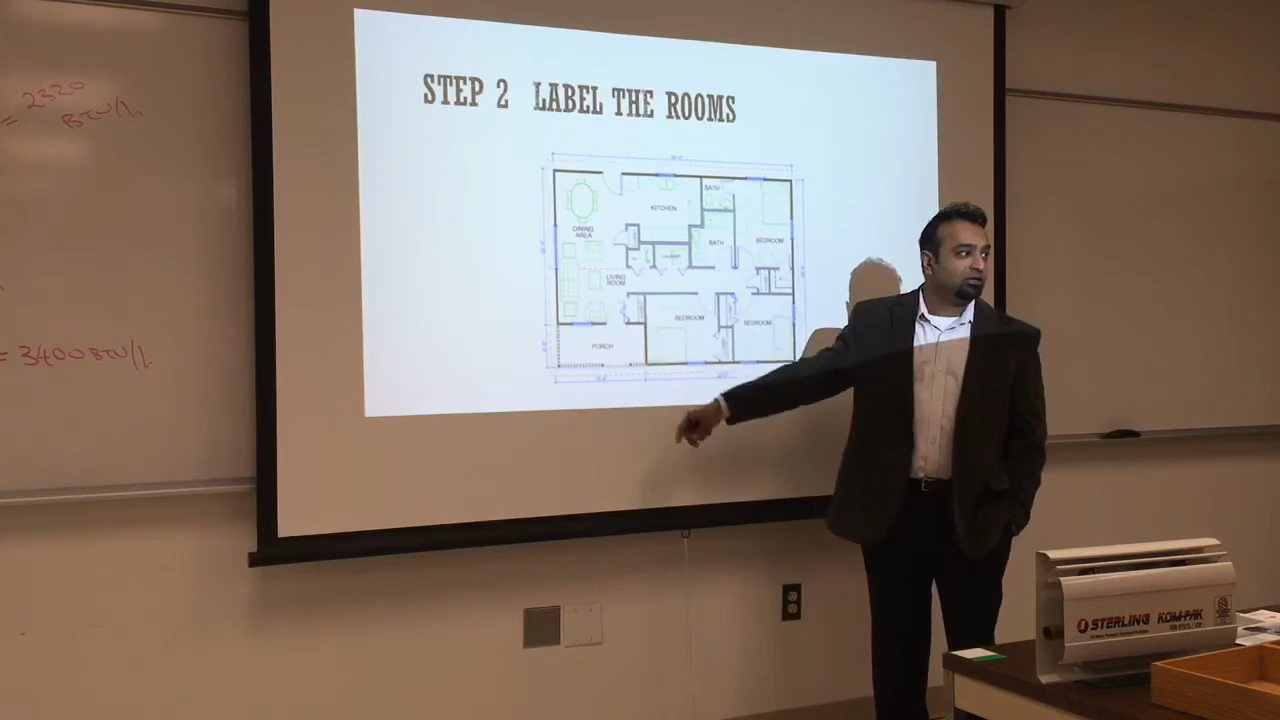 = 2320
BTU/h
= 3400 BTU/h
STEP 2 LABEL THE ROOMS
BATH
KITCHEN
DINING
AREA
BATH
BEDROOM
LAUNDRY
LIVING
ROOM
BEDROOM
BEDROOM
PORCH
STERLING KOM-PAK